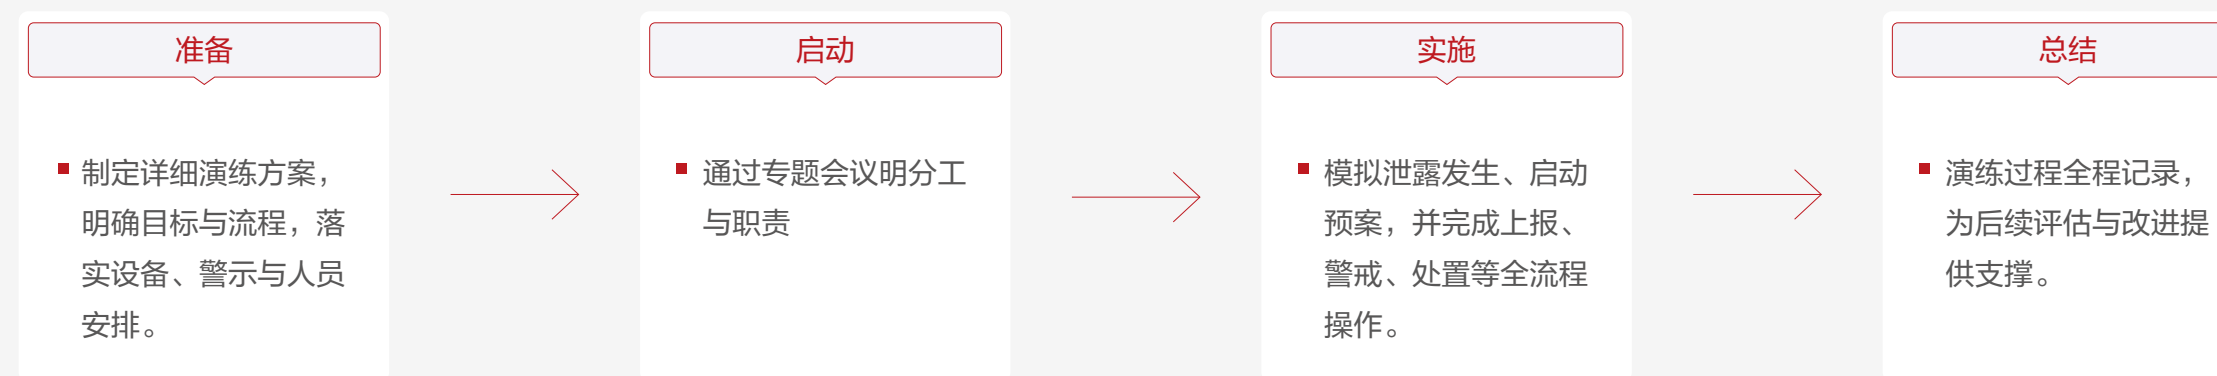 准备
制定详细演练方案，
明确目标与流程，落
实设备、警示与人员
安排。
启动
通过专题会议明分工
与职责
实施
模拟泄露发生、启动
预案，并完成上报、
警戒、处置等全流程
操作。
总结
演练过程全程记录，
为后续评估与改进提
供支撑。